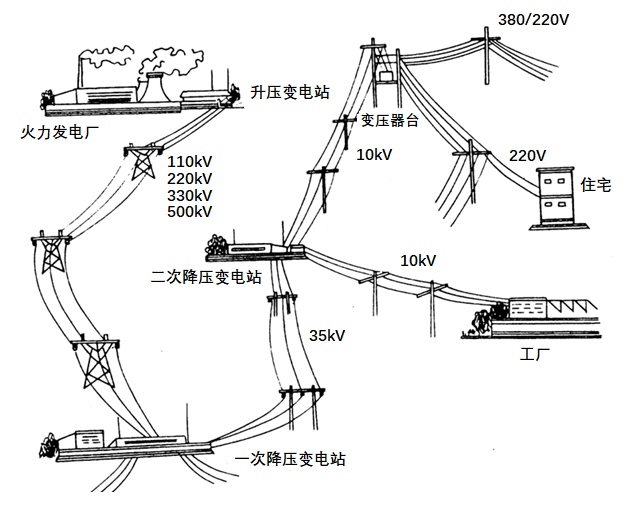 380/220V
升压变电站
火力发电厂
变压器台
110kV
220kV
330kV
500kV
10kV
220V
住宅
二次降压变电站
10kV
35kV
工厂
一次降压变电站